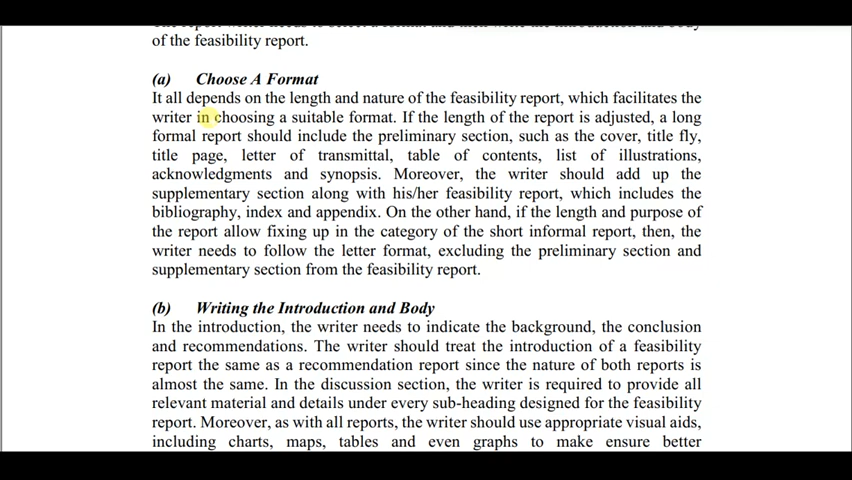 of the feasibility report.
(a) Choose A Format
It all depends on the length and nature of the feasibility report, which facilitates the
writer in choosing a suitable format. If the length of the report is adjusted, a long
formal report should include the preliminary section, such as the cover, title fly,
title page, letter of transmittal, table of contents, list of illustrations,
acknowledgments and synopsis. Moreover, the writer should add up the
supplementary section along with his/her feasibility report, which includes the
bibliography, index and appendix. On the other hand, if the length and purpose of
the report allow fixing up in the category of the short informal report, then, the
writer needs to follow the letter format, excluding the preliminary section and
supplementary section from the feasibility report.
(b) Writing the Introduction and Body
In the introduction, the writer needs to indicate the background, the conclusion
and recommendations. The writer should treat the introduction of a feasibility
report the same as a recommendation report since the nature of both reports is
almost the same. In the discussion section, the writer is required to provide all
relevant material and details under every sub-heading designed for the feasibility
report. Moreover, as with all reports, the writer should use appropriate visual aids,
including charts, maps, tables and even graphs to make ensure better